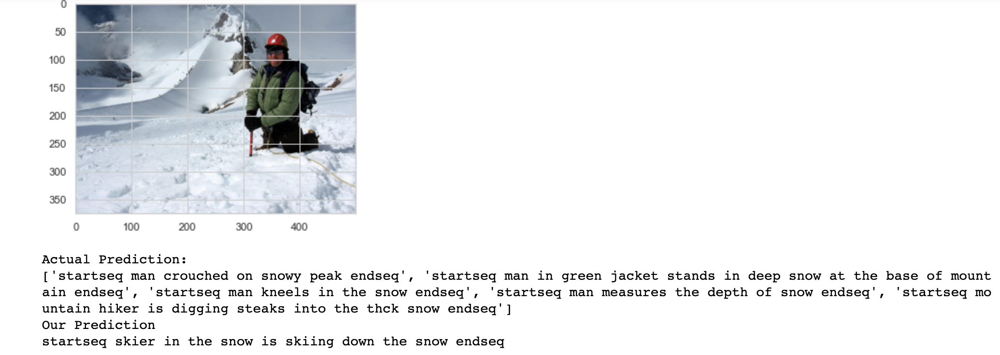 0
50
100
150
200
250
300
350
0 100 200 300 400
Actual Prediction:
['startseq man crouched on snowy peak endseq', 'startseq man in green jacket stands in deep snow at the base of mount
ain endseq', 'startseq man kneels in the snow endseq', 'startseq man measures the depth of snow endseq', 'startseq mo
untain hiker is digging steaks into the thck snow endseq']
Our Prediction
startseq skier in the snow is skiing down the snow endseq